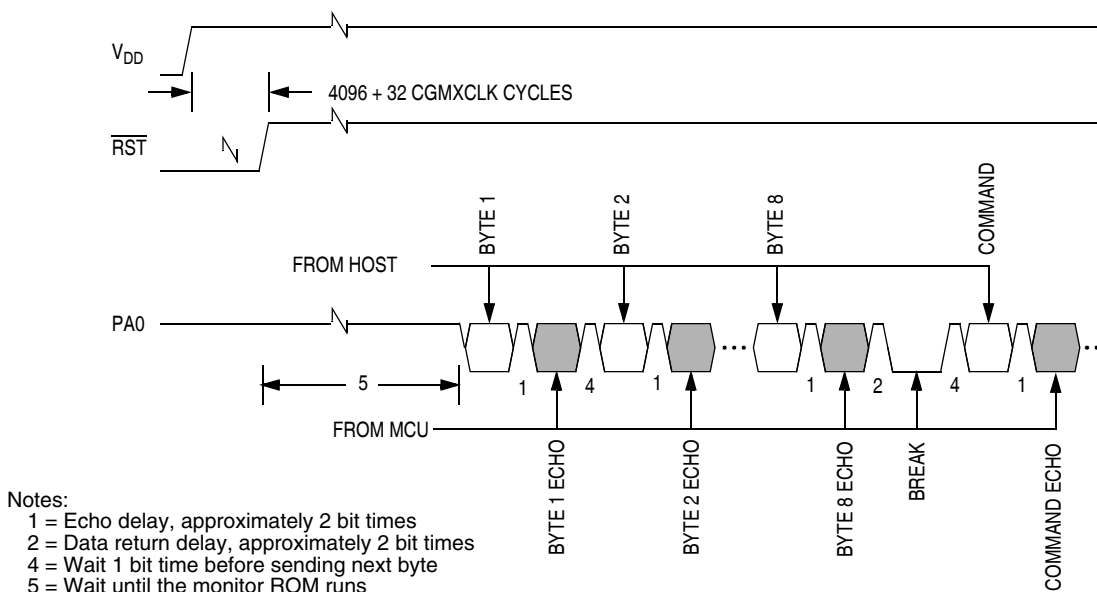 VDD
4096 + 32 CGMXCLK CYCLES
RST
BYTE 1
BYTE 2
BYTE 8
COMMAND
FROM HOST
PA0
1
4
1
1
2
4
1
5
FROM MCU
BYTE 1 ECHO
BYTE 2 ECHO
BYTE 8 ECHO
BREAK
COMMAND ECHO
Notes:
1 = Echo delay, approximately 2 bit times
2 = Data return delay, approximately 2 bit times
4 = Wait 1 bit time before sending next byte
5 = Wait until the monitor ROM runs